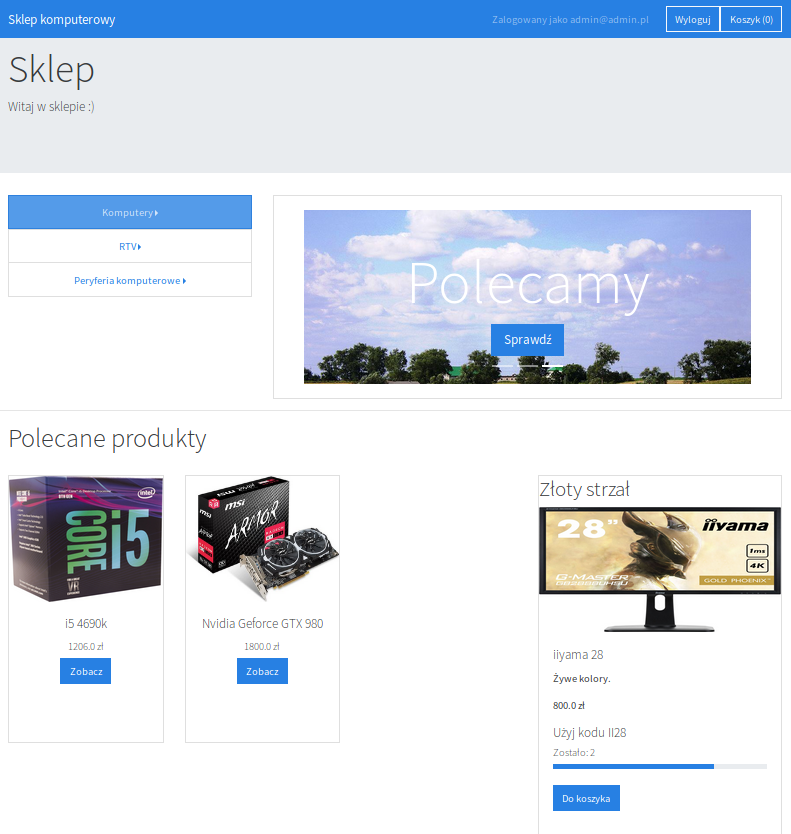 Sklep komputerowy
Zalogowany jako admin@admin.pl
Wyloguj
Koszyk (0)
Sklep
Witaj w sklepie :)
Komputery
RTV
Peryferia komputerowe
Polecamy
Sprawdź
Polecane produkty
intel
CORE i5
i5 4690k
1206.0 zł
Zobacz
msi
ARMOR
Nvidia Geforce GTX 980
1800.0 zł
Zobacz
Złoty strzał
28"
iiyama
1ms
4K
G-MASTER
GOLD PHOENIX
iiyama 28
Żywe kolory.
800.0 zł
Użyj kodu II28
Zostało: 2
Do koszyka